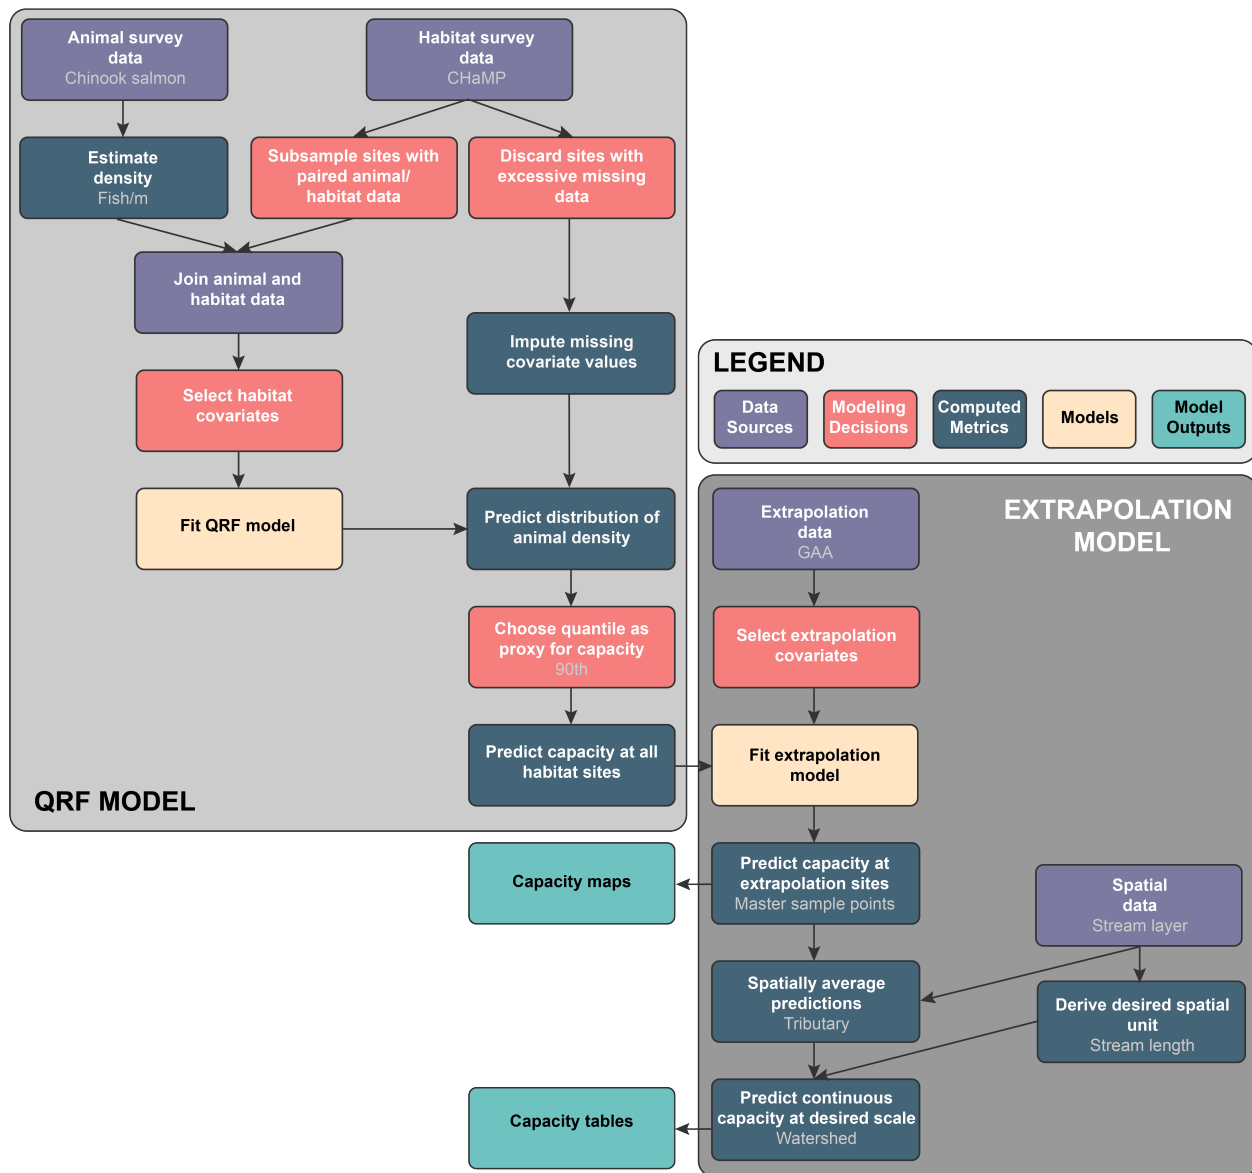 Animal survey
data
Chinook salmon
Habitat survey
data
CHaMP
Estimate
density
Fish/m
Subsample sites with
paired animal/
habitat data
Discard sites with
excessive missing
data
Join animal and
habitat data
Impute missing
covariate values
Select habitat
covariates
Fit QRF model
Predict distribution of
animal density
Choose quantile as
proxy for capacity
90th
Predict capacity at all
habitat sites
QRF MODEL
LEGEND
Data
Sources
Modeling
Decisions
Computed
Metrics
Models
Model
Outputs
EXTRAPOLATION
MODEL
Extrapolation
data
GAA
Select extrapolation
covariates
Fit extrapolation
model
Predict capacity at
extrapolation sites
Master sample points
Capacity maps
Spatial
data
Stream layer
Spatially average
predictions
Tributary
Derive desired spatial
unit
Stream length
Predict continuous
capacity at desired scale
Watershed
Capacity tables